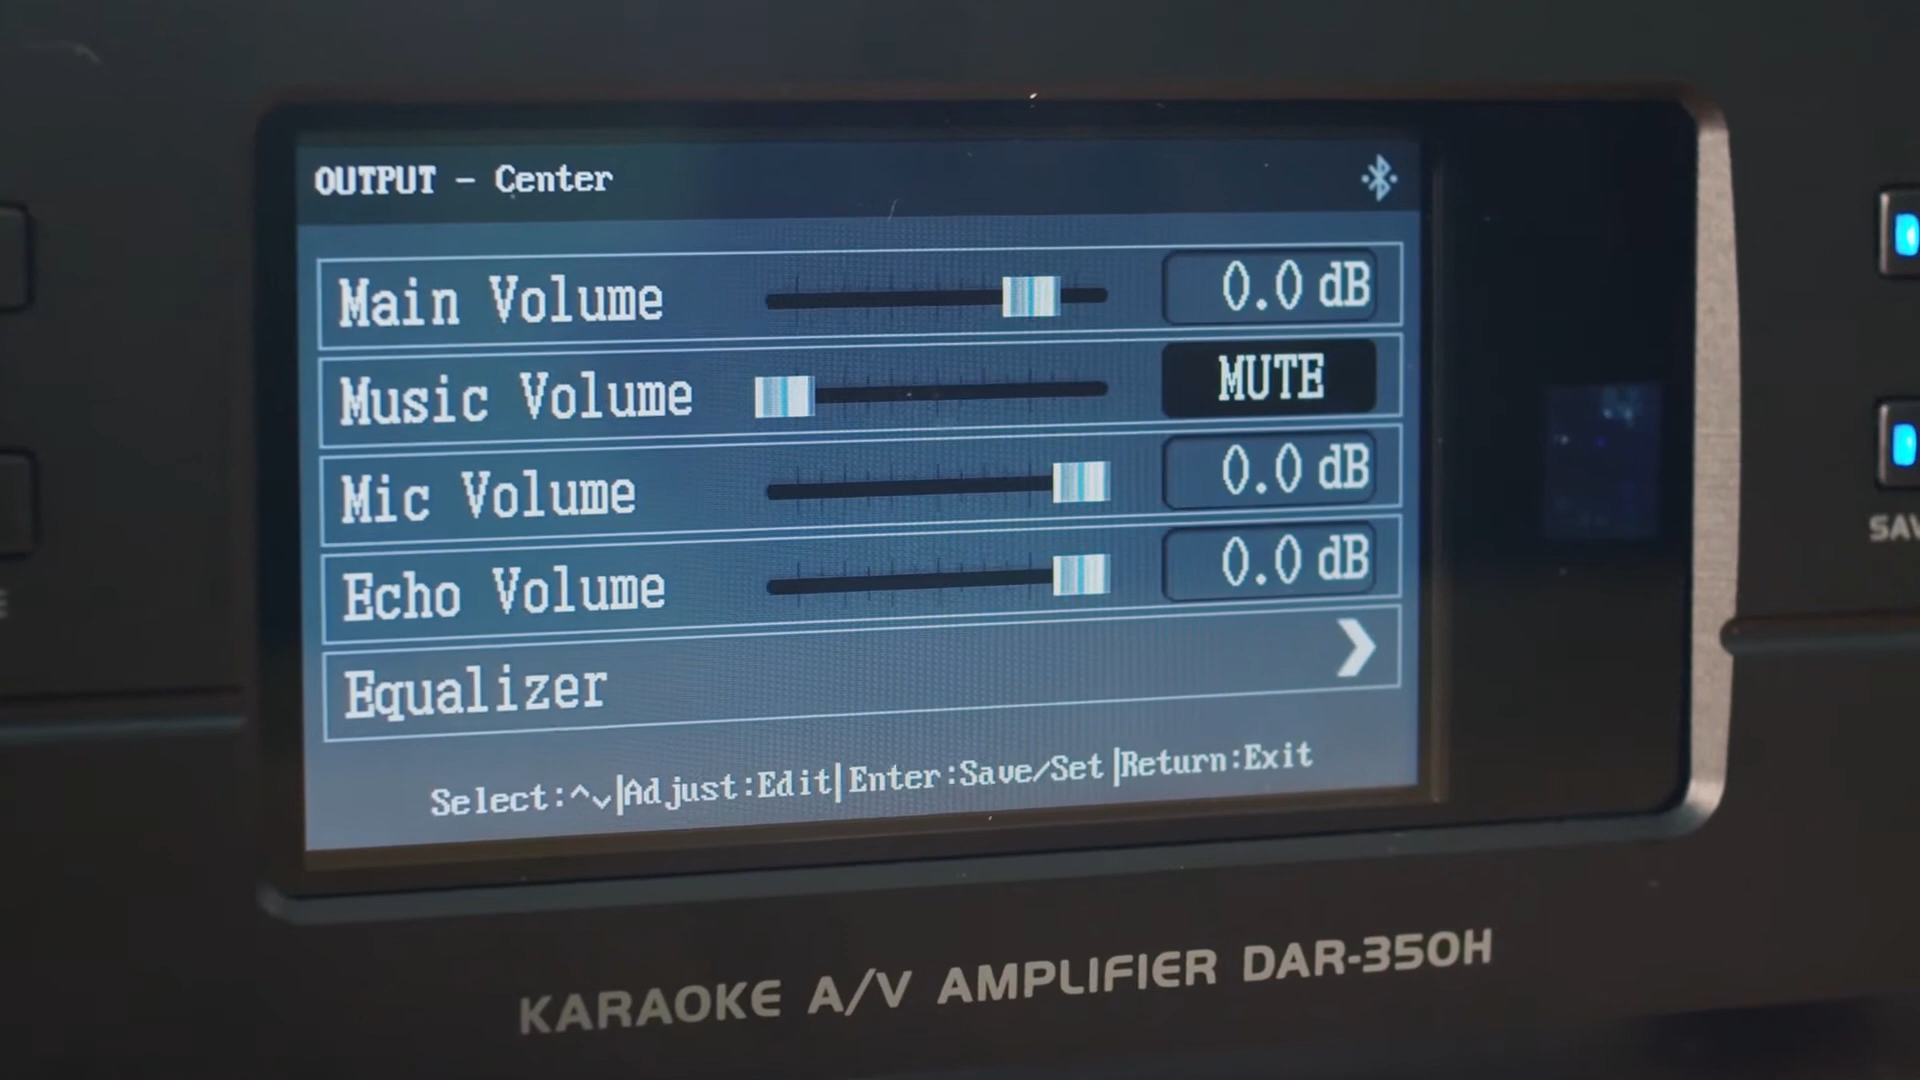 OUTPUT - Center
Main Volume 0.0 dB
Music Volume MUTE
Mic Volume 0.0 dB
Echo Volume 0.0 dB
Equalizer
Select:^⌄|Adjust:Edit|Enter:Save/Set|Return:Exit
KARAOKE A/V AMPLIFIER DAR-350H